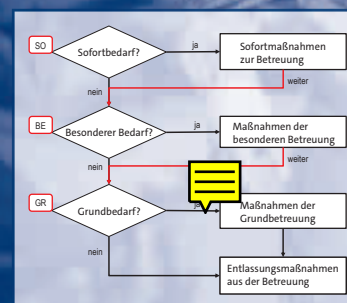 SO
Sofortbedarf?
ja
Sofortmaßnahmen
zur Betreuung
nein
weiter
BE
Besonderer Bedarf?
ja
Maßnahmen der
besonderen Betreuung
nein
weiter
GR
Grundbedarf?
ja
Maßnahmen der
Grundbetreuung
nein
Entlassungsmaßnahmen
aus der Betreuung